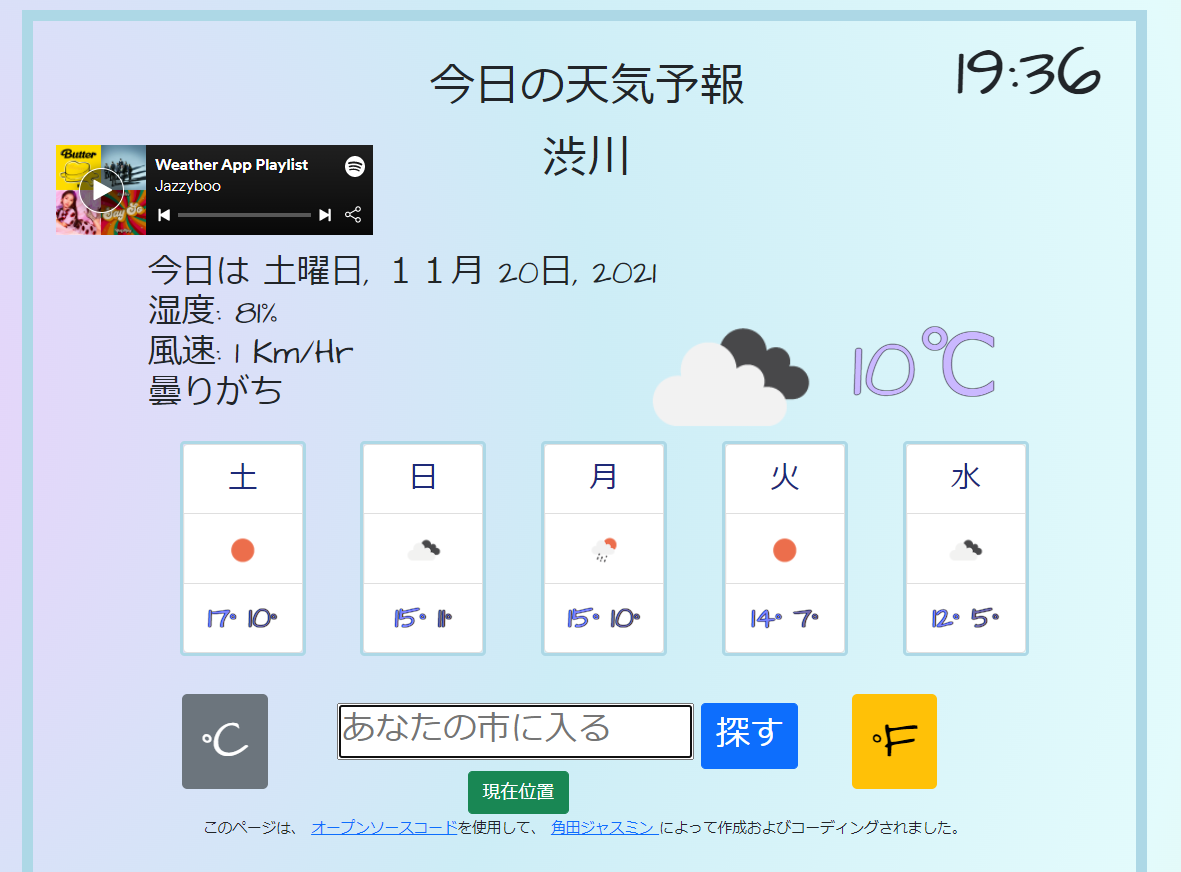 今日の天気予報
19:36
渋川
Butter
Weather App Playlist
Jazzyboo
Say So
今日は 土曜日, 11月 20日, 2021
湿度: 81%
風速: 1 Km/Hr
曇りがち
10°C
土 日 月 火 水
17° 10° 15° 11° 15° 10° 14° 7° 12° 5°
°C
あなたの市に入る
探す
°F
現在位置
このページは、 オープンソースコードを使用して、 角田ジャスミン によって作成およびコーディングされました。